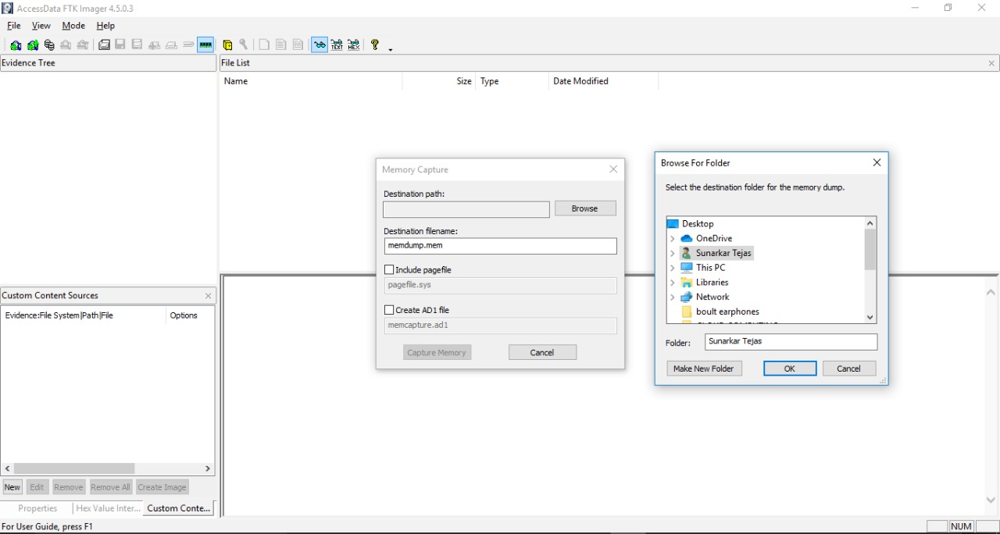 AccessData FTK Imager 4.5.0.3
File View Mode Help
TEXT HEX
Evidence Tree
File List
Name Size Type Date Modified
Memory Capture
Destination path:
Browse
Destination filename:
memdump.mem
Include pagefile
pagefile.sys
Create AD1 file
memcapture.ad1
Capture Memory Cancel
Browse For Folder
Select the destination folder for the memory dump.
Desktop
OneDrive
Sunarkar Tejas
This PC
Libraries
Network
boult earphones
Folder: Sunarkar Tejas
Make New Folder OK Cancel
Custom Content Sources
Evidence:File System|Path|File Options
New Edit Remove Remove All Create Image
Properties Hex Value Inter... Custom Conte...
For User Guide, press F1
NUM